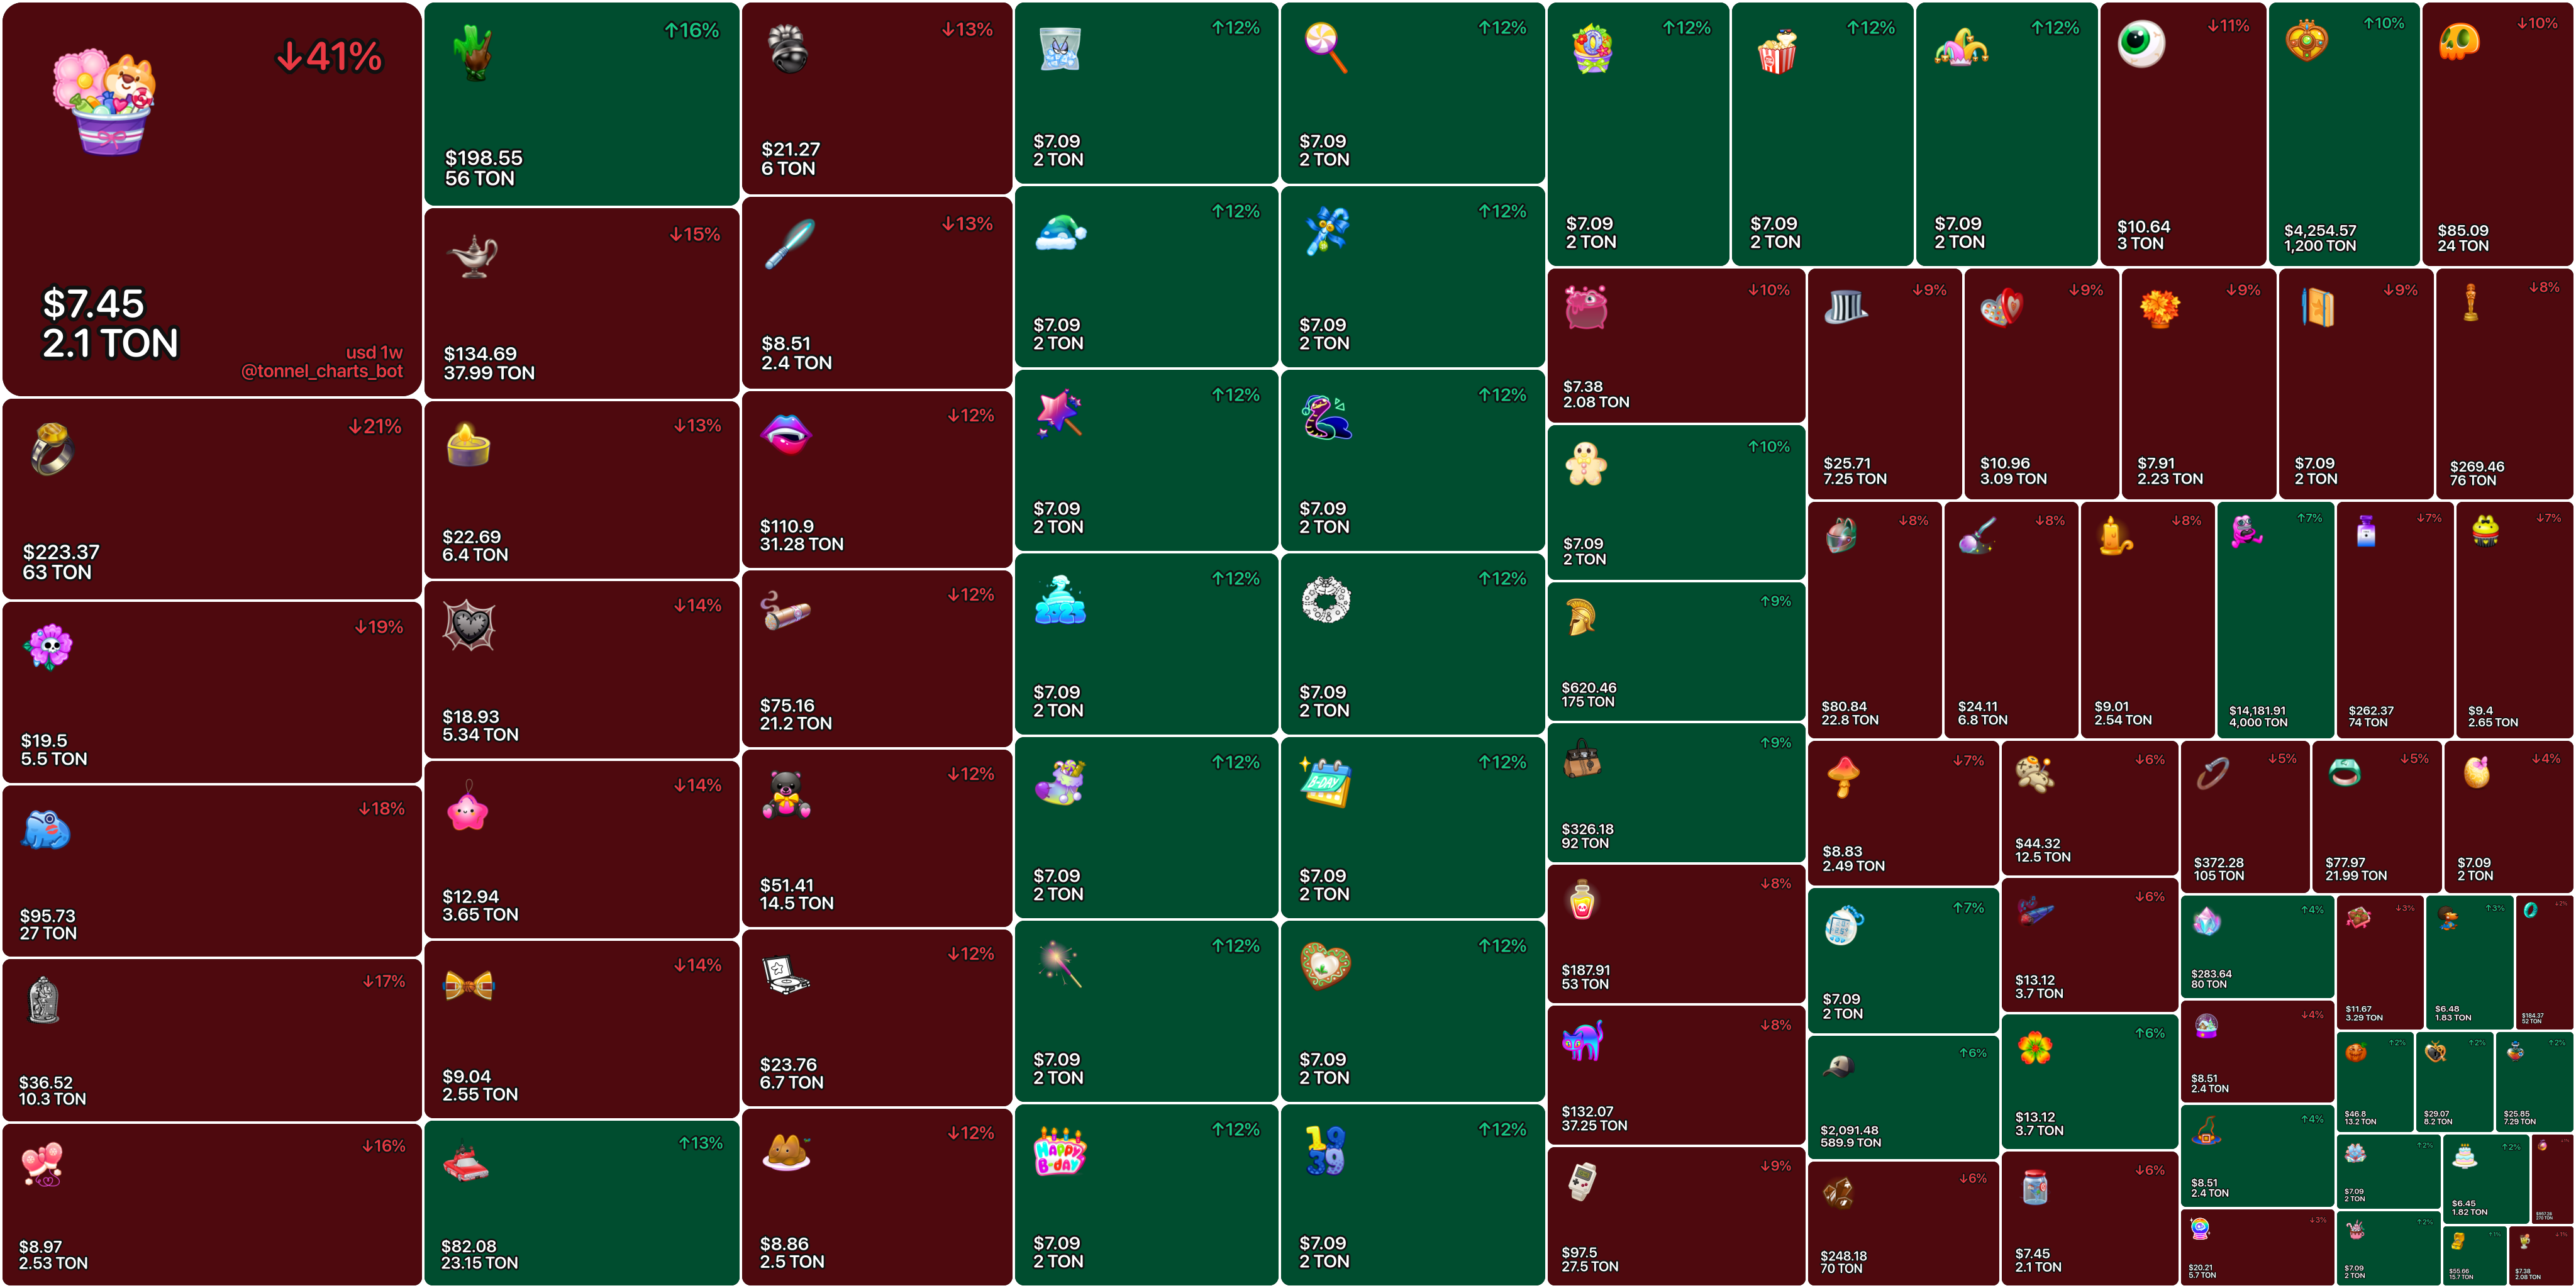 ↓41%
$7.45
2.1 TON
usd 1w
@tonnel_charts_bot
↓21%
$223.37
63 TON
↓19%
$19.5
5.5 TON
↓18%
$95.73
27 TON
↓17%
$36.52
10.3 TON
↓16%
$8.97
2.53 TON
↑16%
$198.55
56 TON
↓15%
$134.69
37.99 TON
↓13%
$22.69
6.4 TON
↓14%
$18.93
5.34 TON
↓14%
$12.94
3.65 TON
↓14%
$9.04
2.55 TON
↑13%
$82.08
23.15 TON
↓13%
$21.27
6 TON
↓13%
$8.51
2.4 TON
↓12%
$110.9
31.28 TON
↓12%
$75.16
21.2 TON
↓12%
$51.41
14.5 TON
↓12%
$23.76
6.7 TON
↓12%
$8.86
2.5 TON
↑12%
$7.09
2 TON
↑12%
$7.09
2 TON
↑12%
$7.09
2 TON
2025
↑12%
$7.09
2 TON
↑12%
$7.09
2 TON
↑12%
$7.09
2 TON
HAPPY
B-DAY
↑12%
$7.09
2 TON
↑12%
$7.09
2 TON
↑12%
$7.09
2 TON
↑12%
$7.09
2 TON
↑12%
$7.09
2 TON
B-DAY
↑12%
$7.09
2 TON
↑12%
$7.09
2 TON
19
39
↑12%
$7.09
2 TON
↑12%
$7.09
2 TON
↑12%
$7.09
2 TON
↑12%
$7.09
2 TON
↓11%
$10.64
3 TON
↑10%
$4,254.57
1,200 TON
↓10%
$85.09
24 TON
↓10%
$7.38
2.08 TON
↑10%
$7.09
2 TON
↑9%
$620.46
175 TON
↑9%
$326.18
92 TON
↓8%
$187.91
53 TON
↓8%
$132.07
37.25 TON
↓9%
$97.5
27.5 TON
↓9%
$25.71
7.25 TON
↓9%
$10.96
3.09 TON
↓9%
$7.91
2.23 TON
↓9%
$7.09
2 TON
↓8%
$269.46
76 TON
↓8%
$80.84
22.8 TON
↓8%
$24.11
6.8 TON
↓8%
$9.01
2.54 TON
↑7%
$14,181.91
4,000 TON
↓7%
$262.37
74 TON
↓7%
$9.4
2.65 TON
↓7%
$8.83
2.49 TON
↑7%
$7.09
2 TON
↑6%
$2,091.48
589.9 TON
↓6%
$248.18
70 TON
↓6%
$44.32
12.5 TON
↓6%
$13.12
3.7 TON
↑6%
$13.12
3.7 TON
↓6%
$7.45
2.1 TON
↓5%
$372.28
105 TON
↓5%
$77.97
21.99 TON
↓4%
$7.09
2 TON
↑4%
$283.64
80 TON
↓4%
$8.51
2.4 TON
↑4%
$8.51
2.4 TON
↓3%
$20.21
5.7 TON
↓3%
$11.67
3.29 TON
↑3%
$6.48
1.83 TON
↓2%
$184.37
52 TON
↑2%
$46.8
13.2 TON
↑2%
$29.07
8.2 TON
↑2%
$25.85
7.29 TON
↑2%
$7.09
2 TON
↑2%
$7.09
2 TON
↑2%
$6.45
1.82 TON
270 TON
↑1%
$55.66
15.7 TON
↓1%
$7.38
2.08 TON